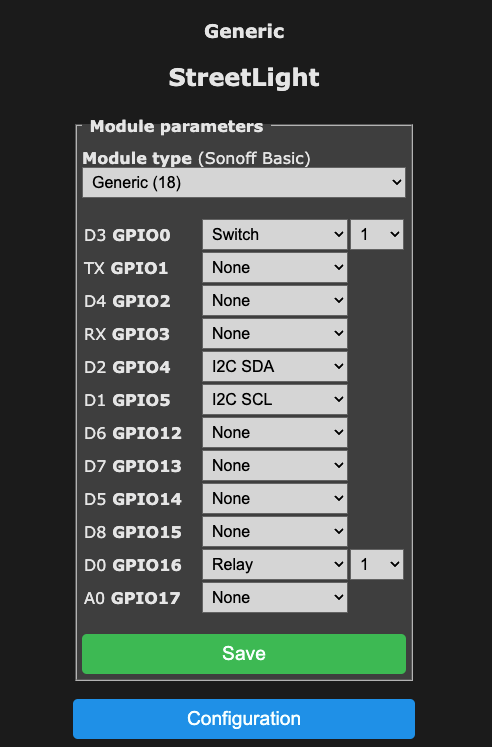 Generic
StreetLight
Module parameters
Module type (Sonoff Basic)
Generic (18)
D3 GPIO0 Switch 1
TX GPIO1 None
D4 GPIO2 None
RX GPIO3 None
D2 GPIO4 I2C SDA
D1 GPIO5 I2C SCL
D6 GPIO12 None
D7 GPIO13 None
D5 GPIO14 None
D8 GPIO15 None
D0 GPIO16 Relay 1
A0 GPIO17 None
Save
Configuration